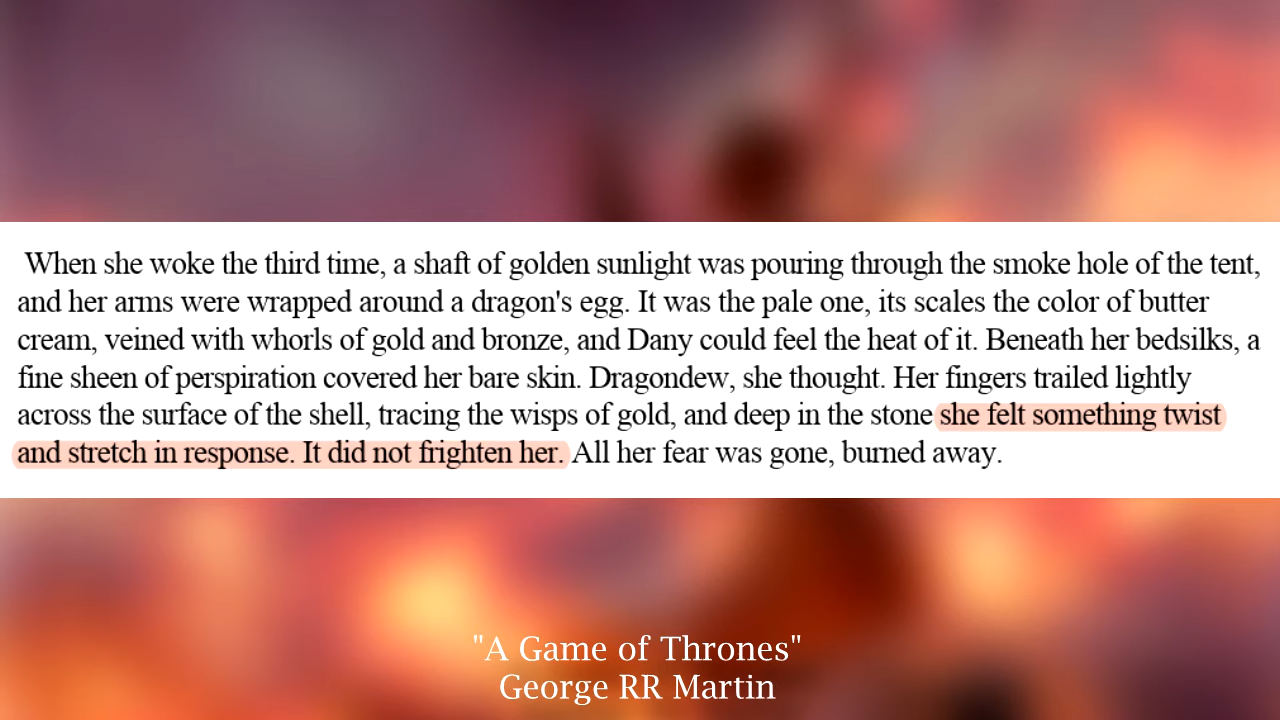 When she woke the third time, a shaft of golden sunlight was pouring through the smoke hole of the tent,
and her arms were wrapped around a dragon's egg. It was the pale one, its scales the color of butter
cream, veined with whorls of gold and bronze, and Dany could feel the heat of it. Beneath her bedsilks, a
fine sheen of perspiration covered her bare skin. Dragondew, she thought. Her fingers trailed lightly
across the surface of the shell, tracing the wisps of gold, and deep in the stone she felt something twist
and stretch in response. It did not frighten her. All her fear was gone, burned away.
"A Game of Thrones"
George RR Martin